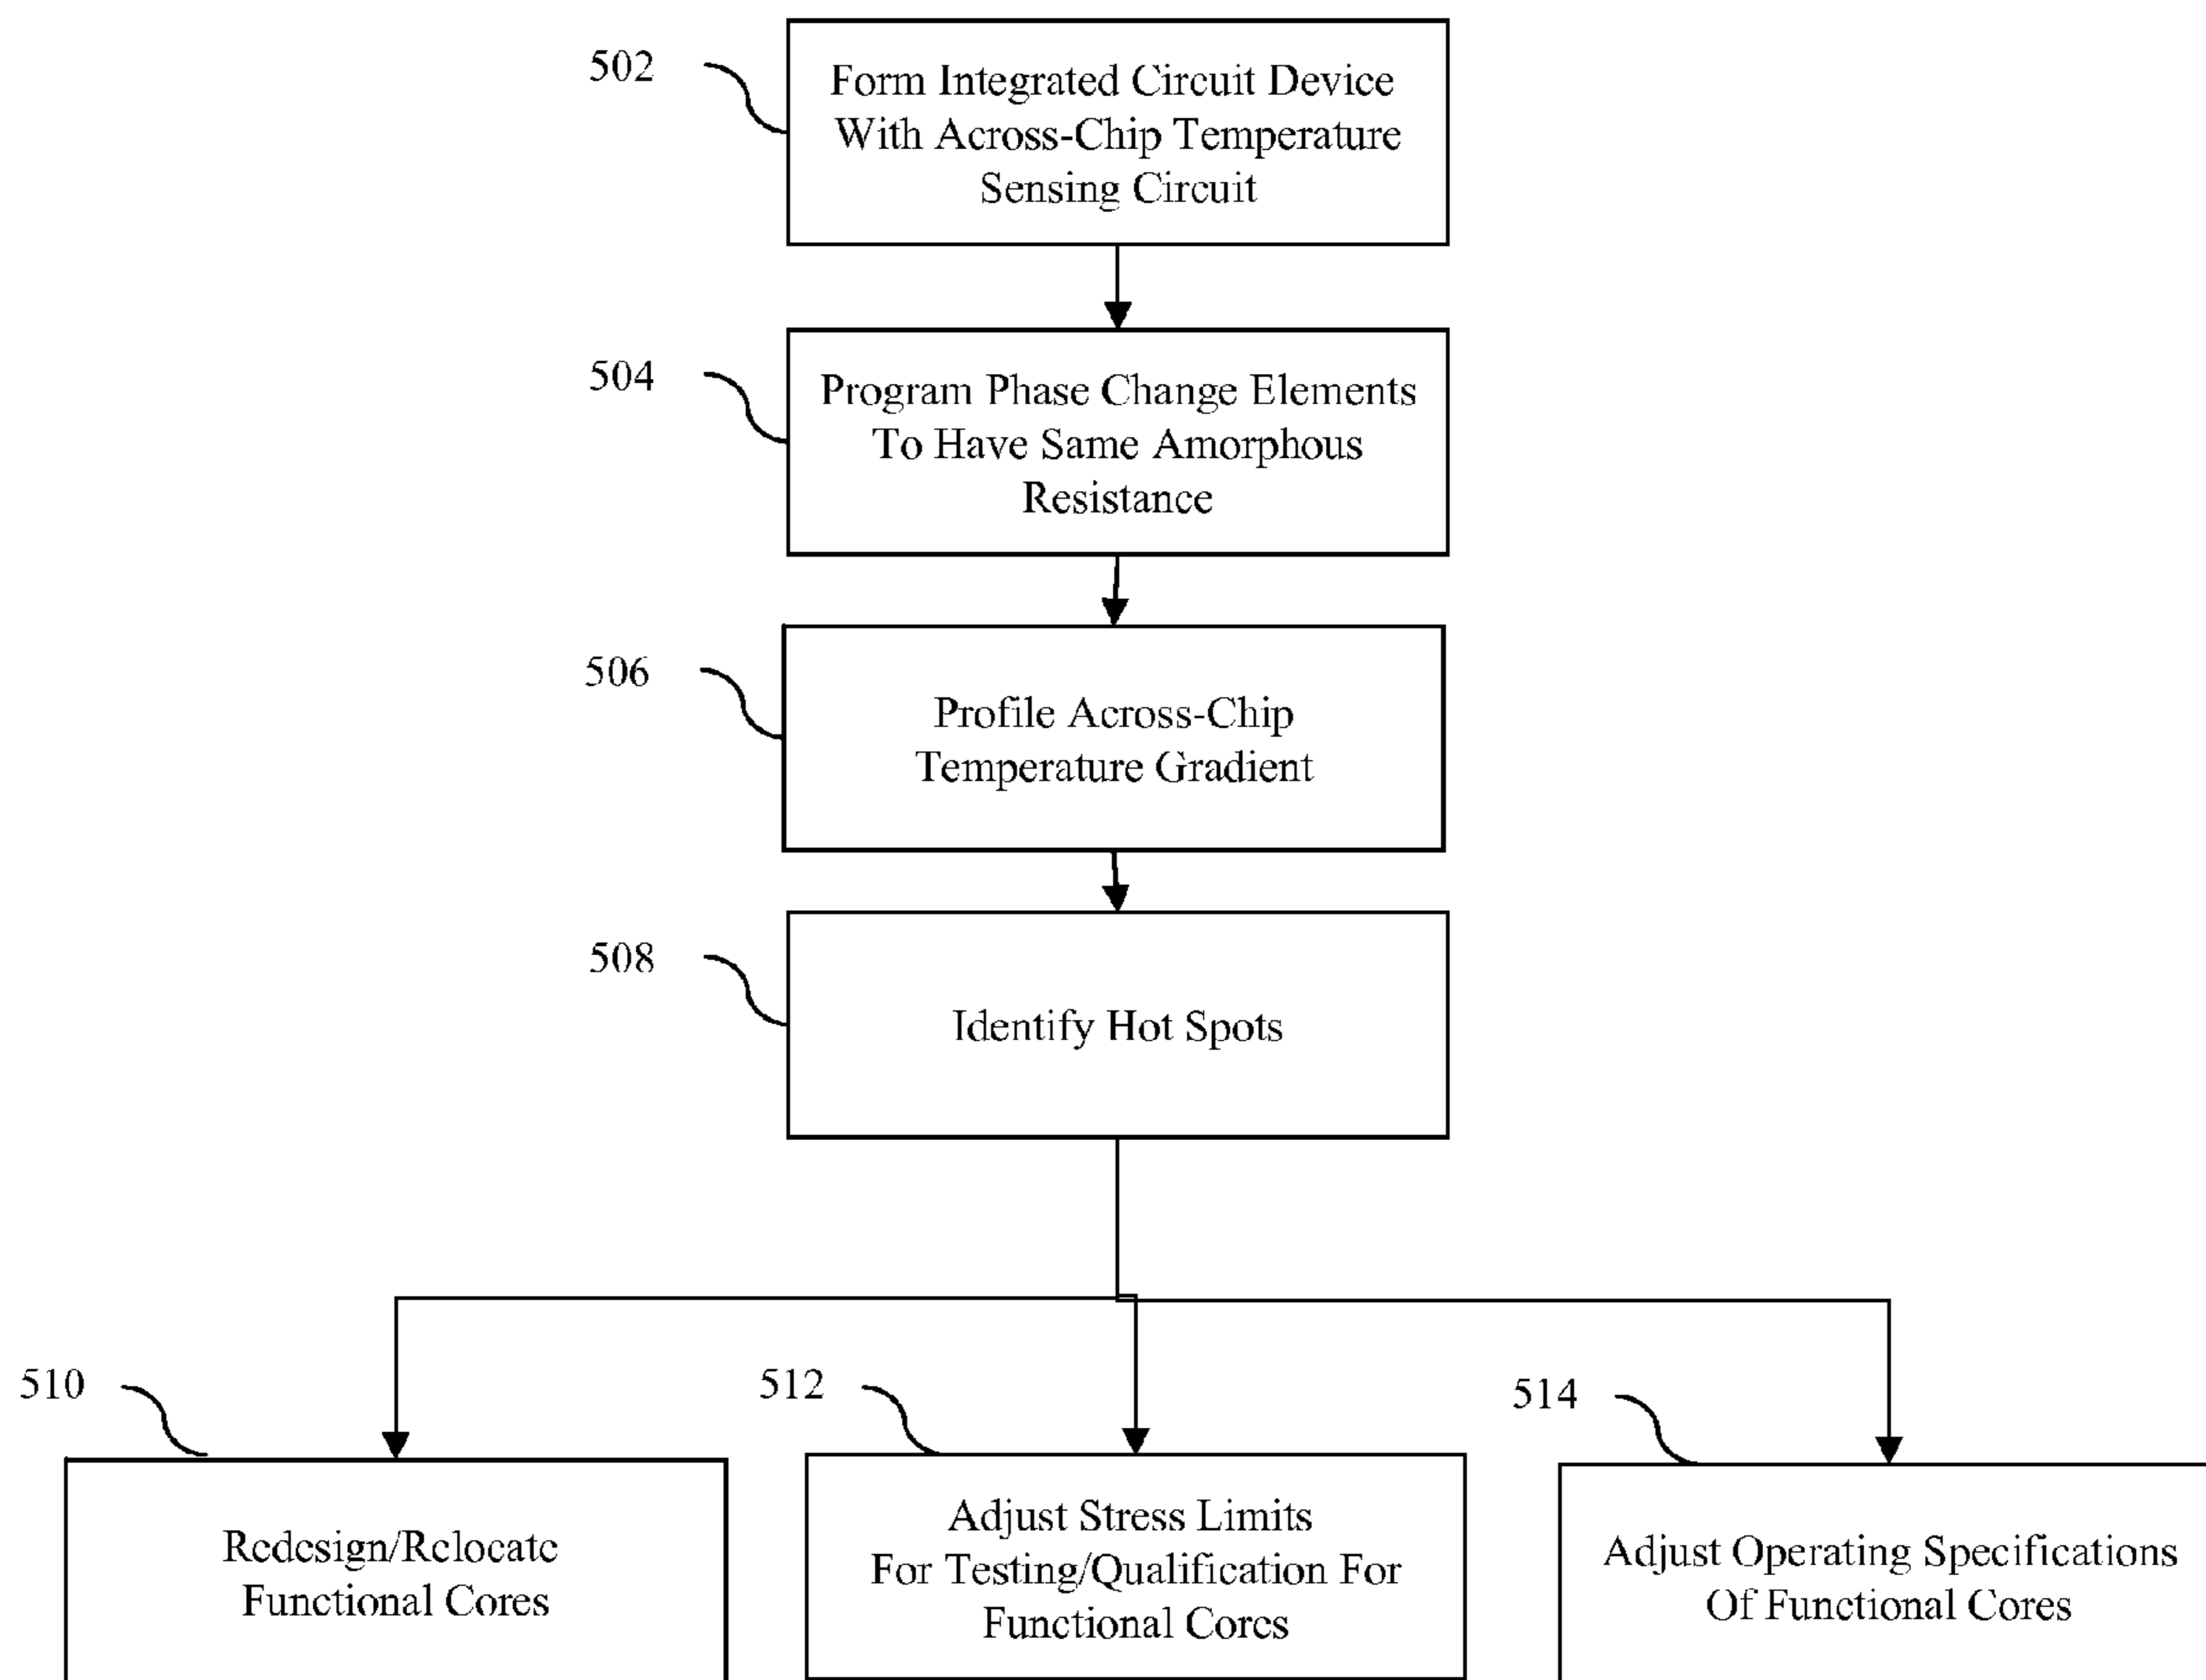 502
Form Integrated Circuit Device
With Across-Chip Temperature
Sensing Circuit
504
Program Phase Change Elements
To Have Same Amorphous
Resistance
506
Profile Across-Chip
Temperature Gradient
508
Identify Hot Spots
510
Redesign/Relocate
Functional Cores
512
Adjust Stress Limits
For Testing/Qualification For
Functional Cores
514
Adjust Operating Specifications
Of Functional Cores